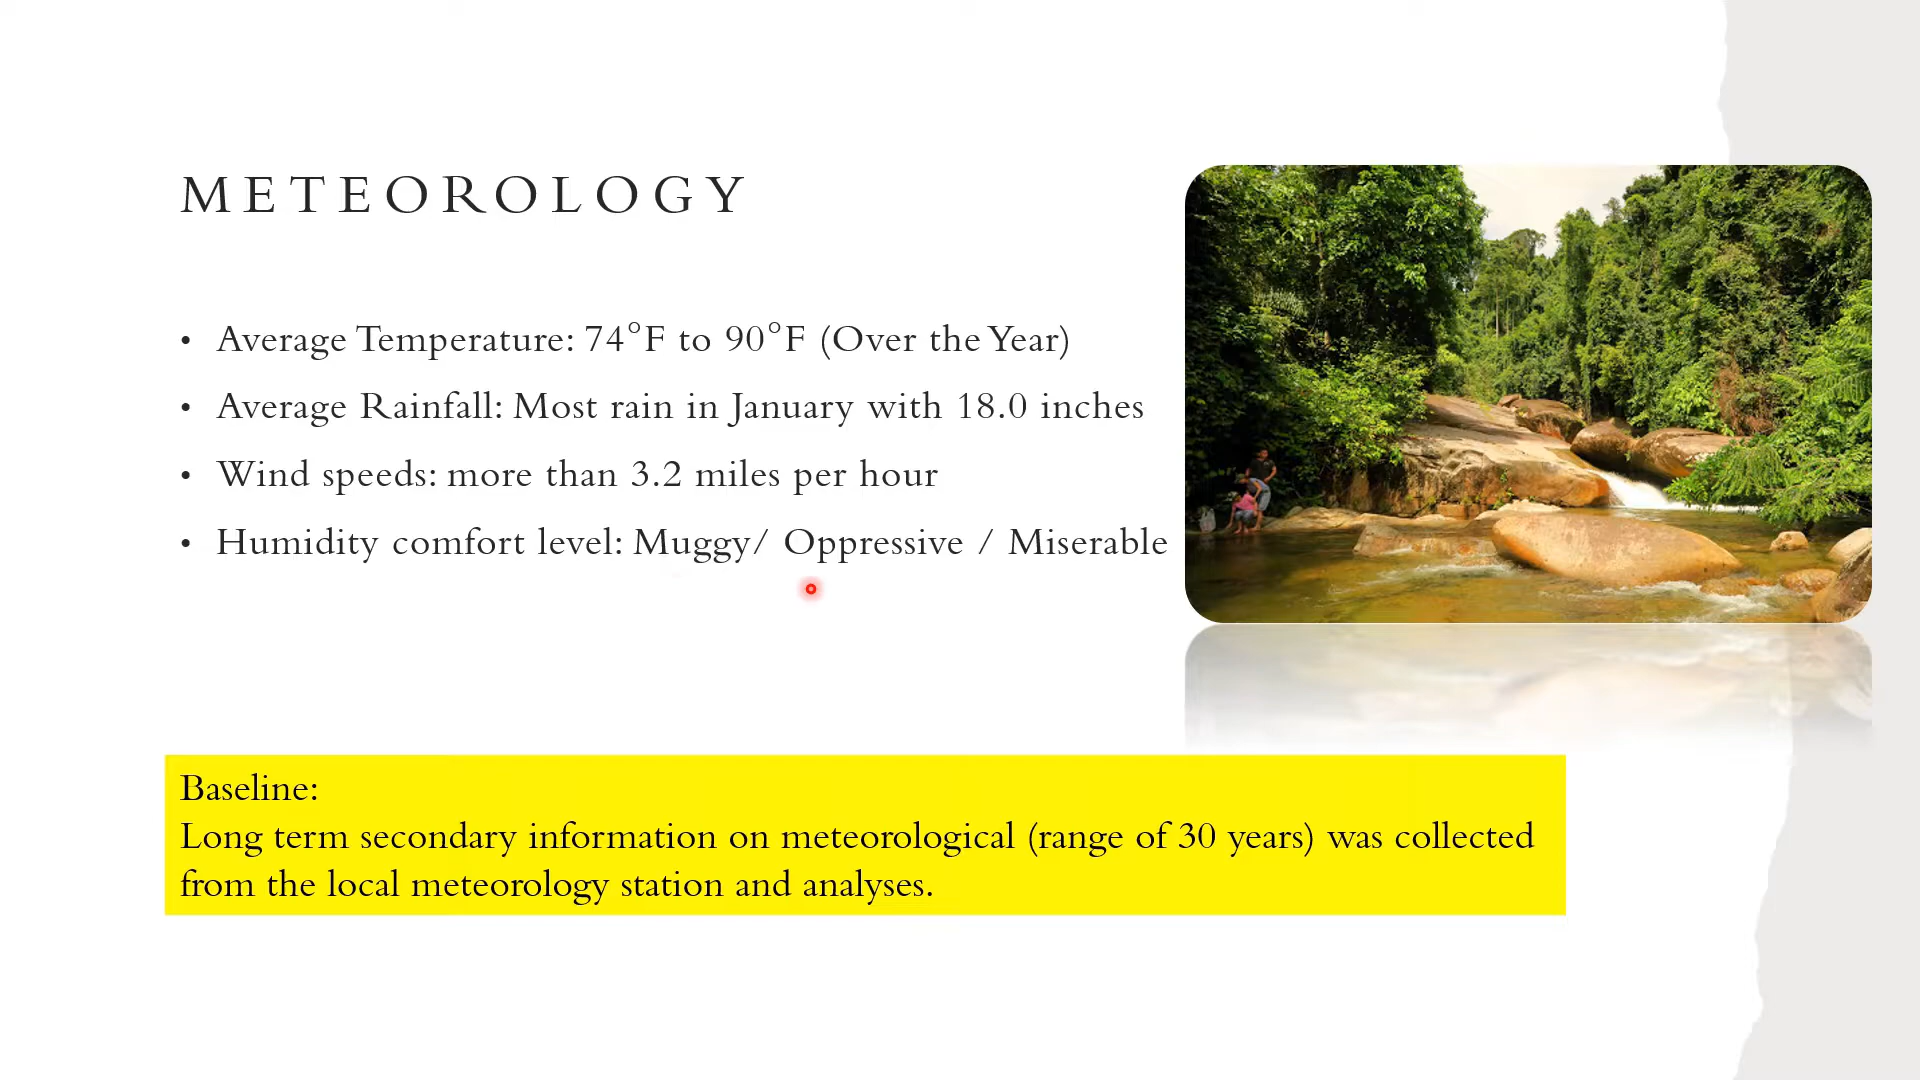 METEOROLOGY
• Average Temperature: 74°F to 90°F (Over the Year)
• Average Rainfall: Most rain in January with 18.0 inches
• Wind speeds: more than 3.2 miles per hour
• Humidity comfort level: Muggy/ Oppressive / Miserable
Baseline:
Long term secondary information on meteorological (range of 30 years) was collected
from the local meteorology station and analyses.